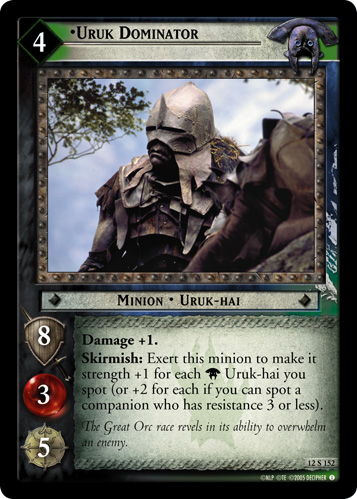 4
•Uruk Dominator
Minion • Uruk-hai
8
3
5
Damage +1.
Skirmish: Exert this minion to make it
strength +1 for each Uruk-hai you
spot (or +2 for each if you can spot a
companion who has resistance 3 or less).
The Great Orc race revels in its ability to overwhelm
an enemy.
12 S 152
©NLP ©TE ©2005 DECIPHER